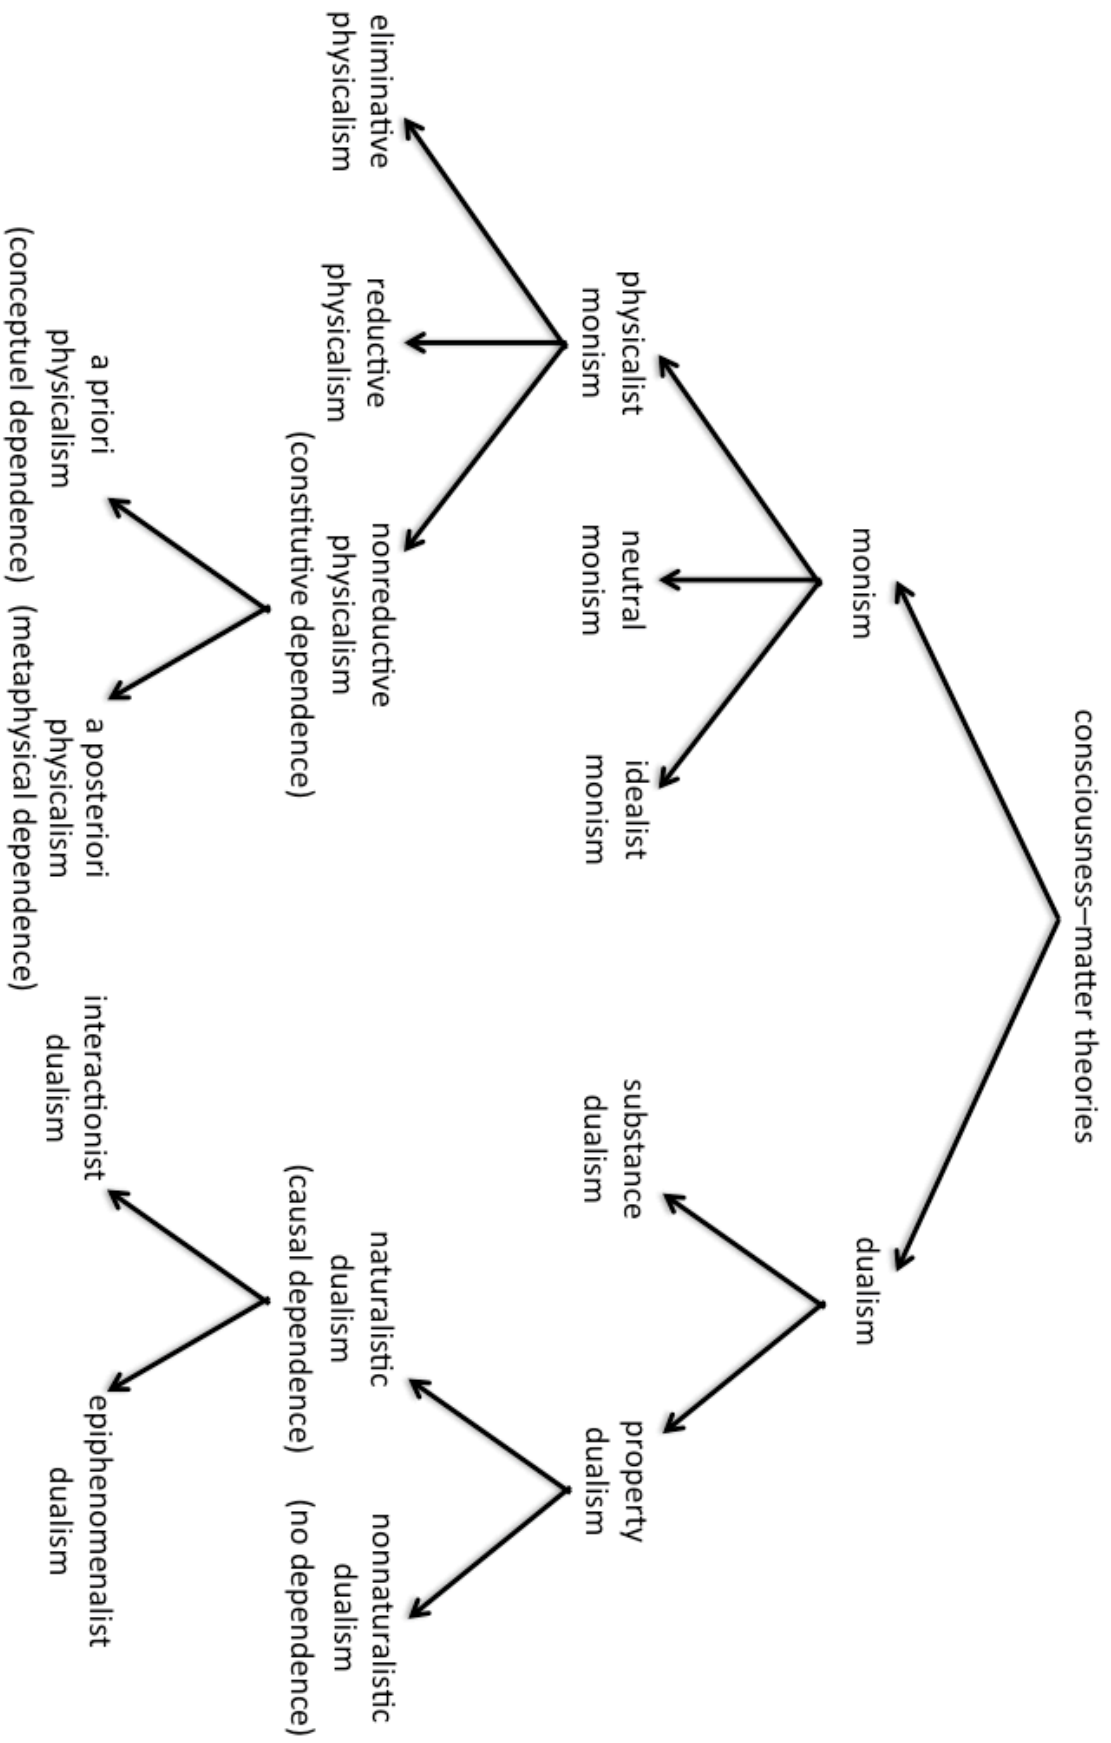 consciousness–matter theories
monism
dualism
physicalist
monism
neutral
monism
idealist
monism
substance
dualism
property
dualism
eliminative
physicalism
reductive
physicalism
nonreductive
physicalism
(constitutive dependence)
naturalistic
dualism
(causal dependence)
nonnaturalistic
dualism
(no dependence)
a priori
physicalism
(conceptuel dependence)
a posteriori
physicalism
(metaphysical dependence)
interactionist
dualism
epiphenomenalist
dualism